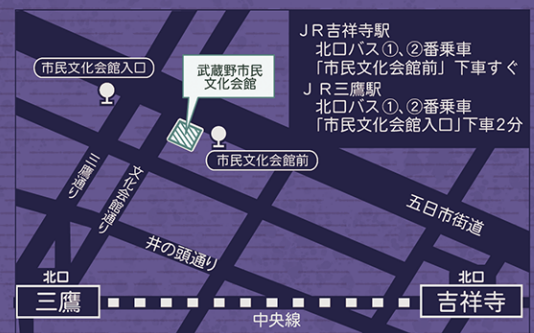 JR吉祥寺駅
北口バス①、②番乗車
「市民文化会館前」下車すぐ
JR三鷹駅
北口バス①、②番乗車
「市民文化会館入口」下車2分
市民文化会館入口
武蔵野市民
文化会館
市民文化会館前
三鷹通り
文化会館通り
五日市街道
井の頭通り
北口
三鷹
中央線
北口
吉祥寺